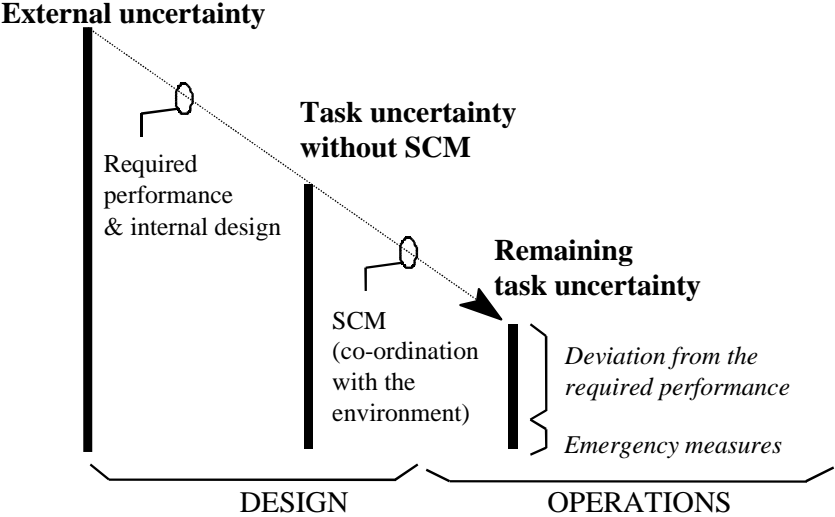 External uncertainty
Task uncertainty
without SCM
Required
performance
& internal design
Remaining
task uncertainty
SCM
(co-ordination
with the
environment)
Deviation from the
required performance
Emergency measures
DESIGN
OPERATIONS